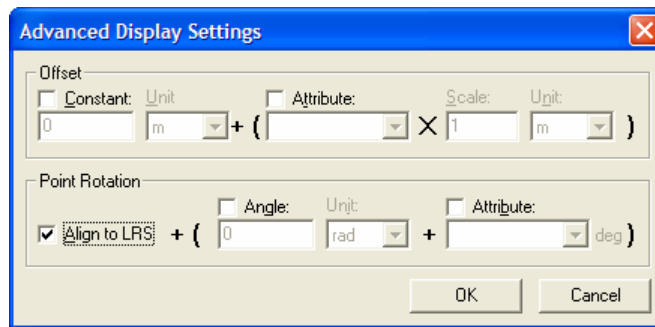 Advanced Display Settings
Offset
Constant: Unit Attribute: Scale: Unit:
0 m + ( X 1 m )
Point Rotation
Angle: Unit: Attribute:
Align to LRS + ( 0 rad + deg )
OK Cancel